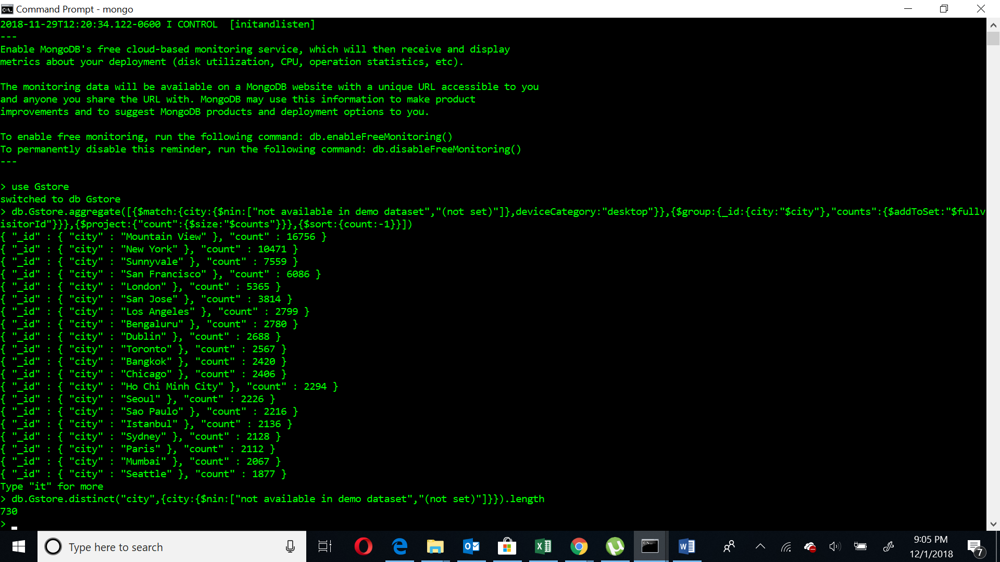 Command Prompt - mongo
2018-11-29T12:20:34.122-0600 I CONTROL  [initandlisten]
---
Enable MongoDB's free cloud-based monitoring service, which will then receive and display
metrics about your deployment (disk utilization, CPU, operation statistics, etc).
The monitoring data will be available on a MongoDB website with a unique URL accessible to you
and anyone you share the URL with. MongoDB may use this information to make product
improvements and to suggest MongoDB products and deployment options to you.
To enable free monitoring, run the following command: db.enableFreeMonitoring()
To permanently disable this reminder, run the following command: db.disableFreeMonitoring()
---
> use Gstore
switched to db Gstore
> db.Gstore.aggregate([{$match:{city:{$nin:["not available in demo dataset","(not set)"]},deviceCategory:"desktop"}},{$group:{_id:{city:"$city"},"counts":{$addToSet:"$fullv
isitorId"}}},{$project:{"count":{$size:"$counts"}}},{$sort:{count:-1}}])
{ "_id" : { "city" : "Mountain View" }, "count" : 16756 }
{ "_id" : { "city" : "New York" }, "count" : 10471 }
{ "_id" : { "city" : "Sunnyvale" }, "count" : 7559 }
{ "_id" : { "city" : "San Francisco" }, "count" : 6086 }
{ "_id" : { "city" : "London" }, "count" : 5365 }
{ "_id" : { "city" : "San Jose" }, "count" : 3814 }
{ "_id" : { "city" : "Los Angeles" }, "count" : 2799 }
{ "_id" : { "city" : "Bengaluru" }, "count" : 2780 }
{ "_id" : { "city" : "Dublin" }, "count" : 2688 }
{ "_id" : { "city" : "Toronto" }, "count" : 2567 }
{ "_id" : { "city" : "Bangkok" }, "count" : 2420 }
{ "_id" : { "city" : "Chicago" }, "count" : 2406 }
{ "_id" : { "city" : "Ho Chi Minh City" }, "count" : 2294 }
{ "_id" : { "city" : "Seoul" }, "count" : 2226 }
{ "_id" : { "city" : "Sao Paulo" }, "count" : 2216 }
{ "_id" : { "city" : "Istanbul" }, "count" : 2136 }
{ "_id" : { "city" : "Sydney" }, "count" : 2128 }
{ "_id" : { "city" : "Paris" }, "count" : 2112 }
{ "_id" : { "city" : "Mumbai" }, "count" : 2067 }
{ "_id" : { "city" : "Seattle" }, "count" : 1877 }
Type "it" for more
> db.Gstore.distinct("city",{city:{$nin:["not available in demo dataset","(not set)"]}}).length
730
>
Type here to search
9:05 PM
12/1/2018
7